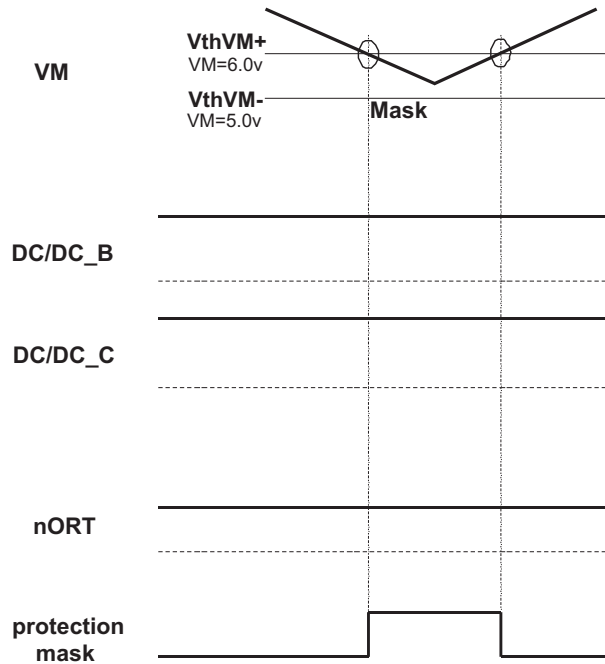 VthVM+
VM=6.0v
VM
VthVM-
VM=5.0v
Mask
DC/DC_B
DC/DC_C
nORT
protection
mask